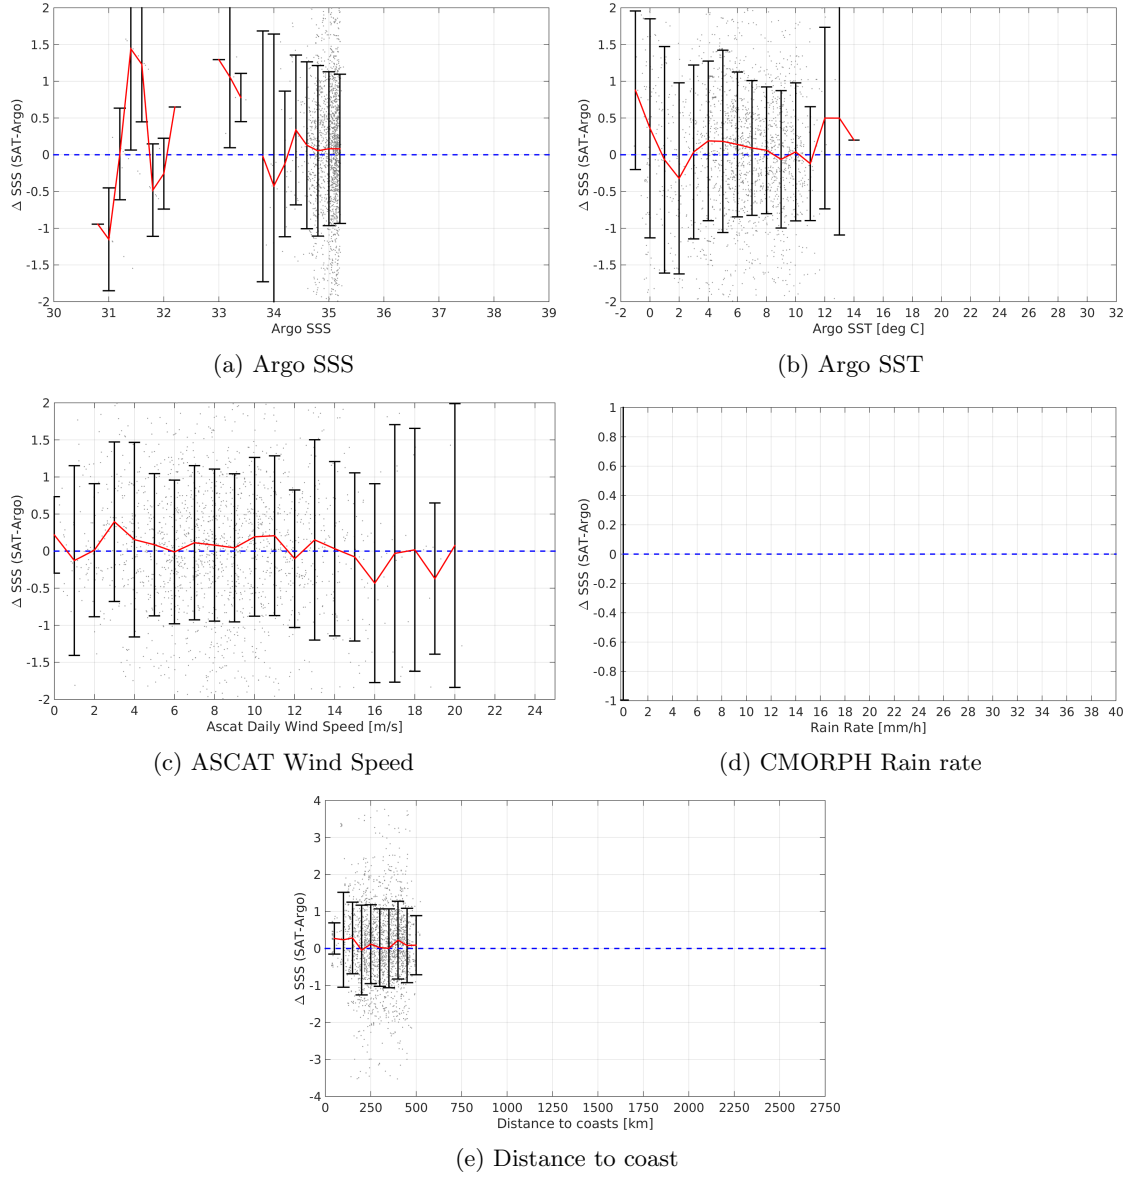 2
1.5
1
0.5
0
-0.5
-1
-1.5
-2
Δ SSS (SAT-Argo)
30 31 32 33 34 35 36 37 38 39
Argo SSS
(a) Argo SSS
2
1.5
1
0.5
0
-0.5
-1
-1.5
-2
Δ SSS (SAT-Argo)
-2 0 2 4 6 8 10 12 14 16 18 20 22 24 26 28 30 32
Argo SST [deg C]
(b) Argo SST
2
1.5
1
0.5
0
-0.5
-1
-1.5
-2
Δ SSS (SAT-Argo)
0 2 4 6 8 10 12 14 16 18 20 22 24
Ascat Daily Wind Speed [m/s]
(c) ASCAT Wind Speed
1
0.8
0.6
0.4
0.2
0
-0.2
-0.4
-0.6
-0.8
-1
Δ SSS (SAT-Argo)
0 2 4 6 8 10 12 14 16 18 20 22 24 26 28 30 32 34 36 38 40
Rain Rate [mm/h]
(d) CMORPH Rain rate
4
3
2
1
0
-1
-2
-3
-4
Δ SSS (SAT-Argo)
0 250 500 750 1000 1250 1500 1750 2000 2250 2500 2750
Distance to coasts [km]
(e) Distance to coast